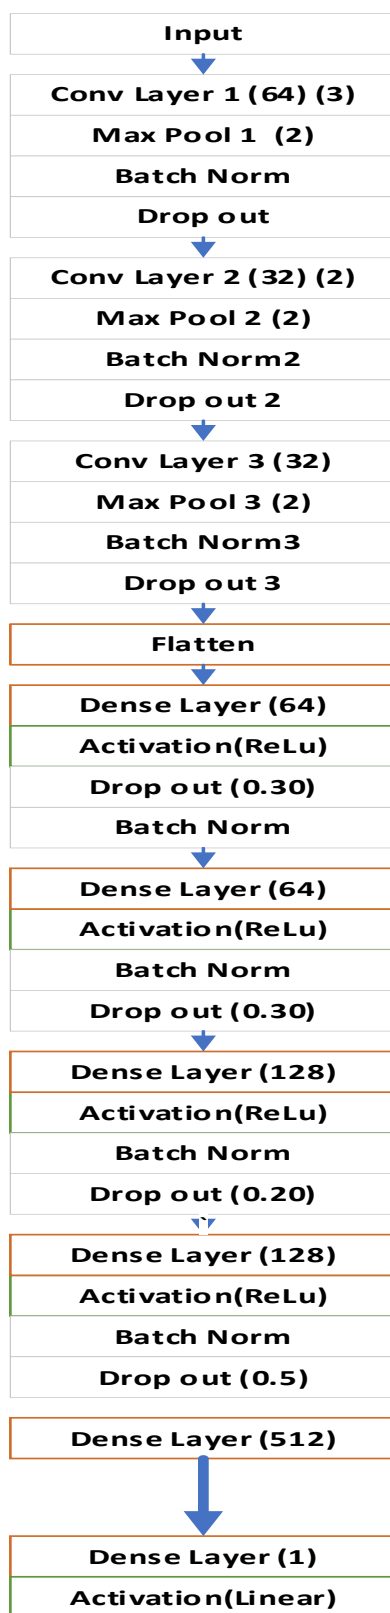 Input
Conv Layer 1 (64) (3)
Max Pool 1 (2)
Batch Norm
Drop out
Conv Layer 2 (32) (2)
Max Pool 2 (2)
Batch Norm2
Drop out 2
Conv Layer 3 (32)
Max Pool 3 (2)
Batch Norm3
Drop out 3
Flatten
Dense Layer (64)
Activation(ReLu)
Drop out (0.30)
Batch Norm
Dense Layer (64)
Activation(ReLu)
Batch Norm
Drop out (0.30)
Dense Layer (128)
Activation(ReLu)
Batch Norm
Drop out (0.20)
Dense Layer (128)
Activation(ReLu)
Batch Norm
Drop out (0.5)
Dense Layer (512)
Dense Layer (1)
Activation(Linear)